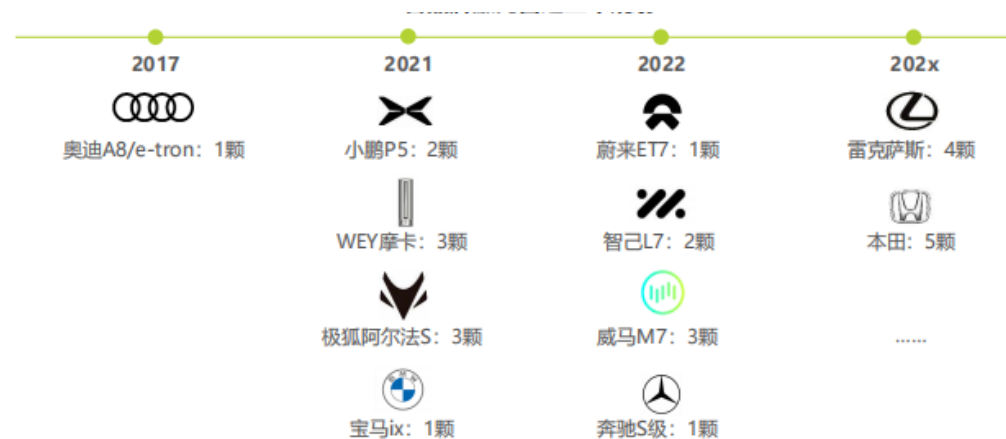 2017
2021
2022
202x
奥迪A8/e-tron：1颗
小鹏P5：2颗
蔚来ET7：1颗
雷克萨斯：4颗
WEY摩卡：3颗
智己L7：2颗
本田：5颗
极狐阿尔法S：3颗
威马M7：3颗
……
BMW
宝马ix：1颗
奔驰S级：1颗